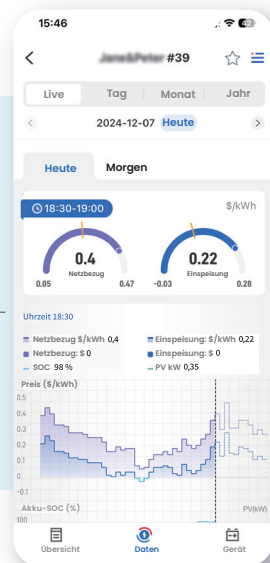 15:46
#39
Live Tag Monat Jahr
2024-12-07 Heute
Heute Morgen
18:30-19:00
$/kWh
0.4 0.22
Netzbezug Einspeisung
0.05 0.47 -0.03 0.28
Uhrzeit 18:30
Netzbezug $/kWh 0,4 Einspeisung: $/kWh 0,22
Netzbezug: $ 0 Einspeisung: $ 0
SOC 98 % PV kW 0,35
Preis ($/kWh)
0.5
0.4
0.3
0.2
0.1
0
-0.1
Akku-SOC (%) PV(kW)
100
Übersicht Daten Gerät